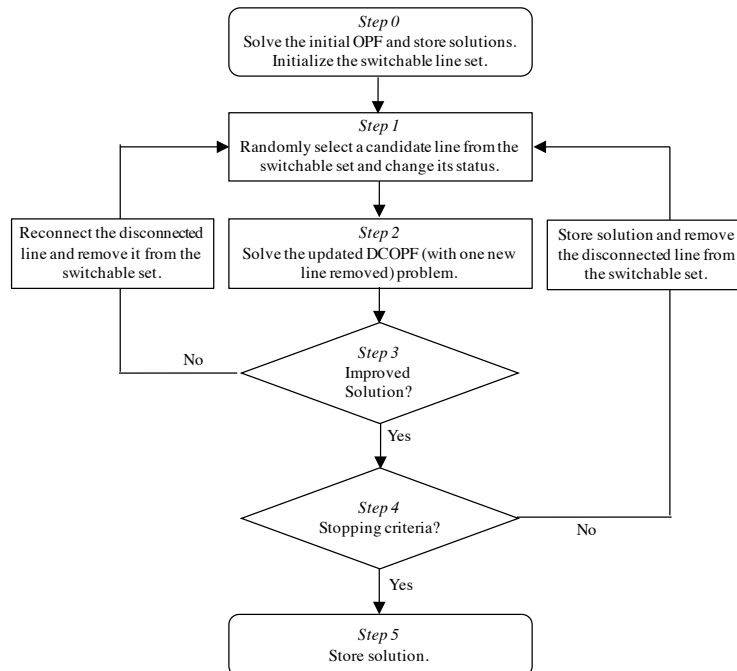 Step 0
Solve the initial OPF and store solutions.
Initialize the switchable line set.
Step 1
Randomly select a candidate line from the
switchable set and change its status.
Reconnect the disconnected
line and remove it from the
switchable set.
Step 2
Solve the updated DCOPF (with one new
line removed) problem.
Store solution and remove
the disconnected line from
the switchable set.
Step 3
Improved
Solution?
No
Yes
Step 4
Stopping criteria?
No
Yes
Step 5
Store solution.